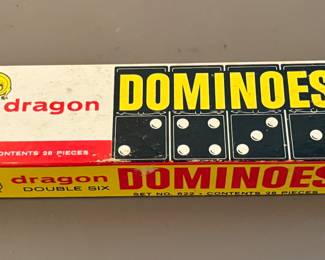 dragon DOMINOES
CONTENTS 28 PIECES
dragon DOMINOES
DOUBLE SIX
SET NO. 622 - CONTENTS 28 PIECES